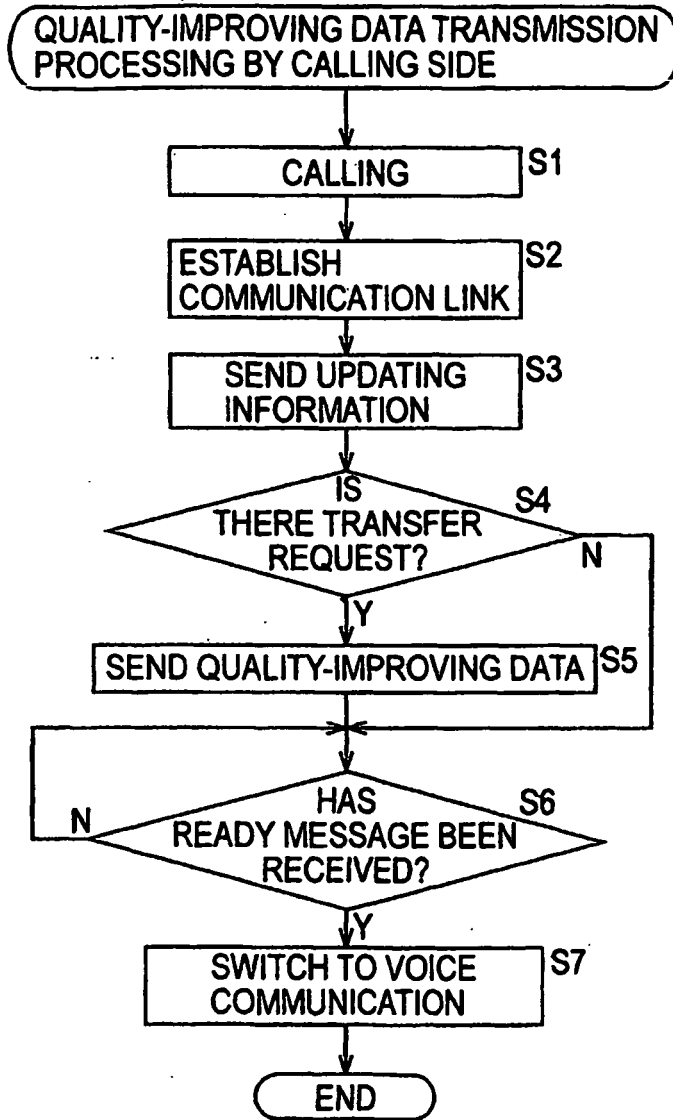 QUALITY-IMPROVING DATA TRANSMISSION
PROCESSING BY CALLING SIDE
CALLING
S1
ESTABLISH
COMMUNICATION LINK
S2
SEND UPDATING
INFORMATION
S3
IS
THERE TRANSFER
REQUEST?
S4
N
Y
SEND QUALITY-IMPROVING DATA
S5
HAS
READY MESSAGE BEEN
RECEIVED?
S6
N
Y
SWITCH TO VOICE
COMMUNICATION
S7
END